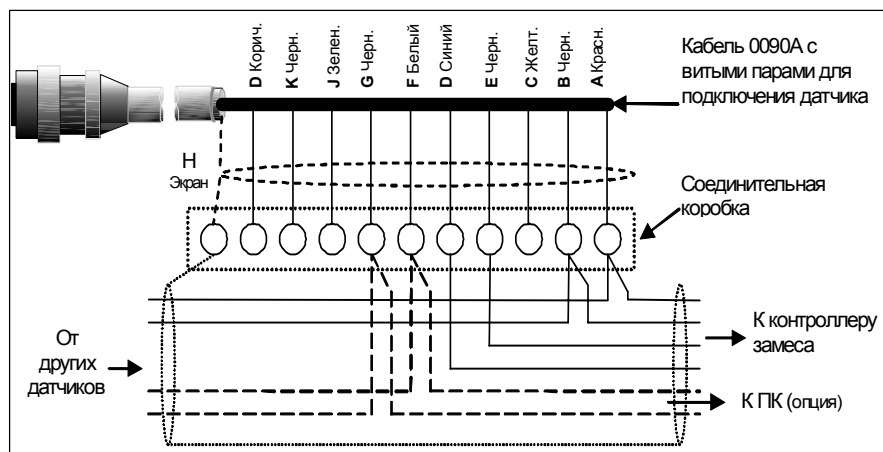 D Корич.
K Черн.
J Зелен.
G Черн.
F Белый
D Синий
E Черн.
C Желт.
B Черн.
A Красн.
Кабель 0090A с
витыми парами для
подключения датчика
H
Экран
Соединительная
коробка
От
других
датчиков
К контроллеру
замеса
К ПК (опция)